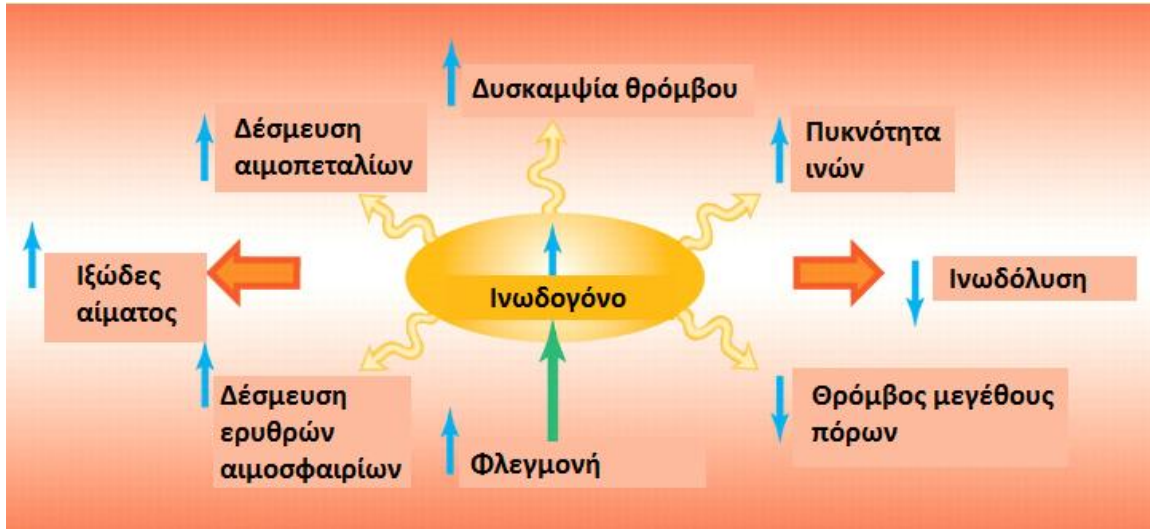 Δυσκαμψία θρόμβου
Δέσμευση
αιμοπεταλίων
Πυκνότητα
ινών
Ιξώδες
αίματος
Ινωδογόνο
Ινωδόλυση
Δέσμευση
ερυθρών
αιμοσφαιρίων
Φλεγμονή
Θρόμβος μεγέθους
πόρων